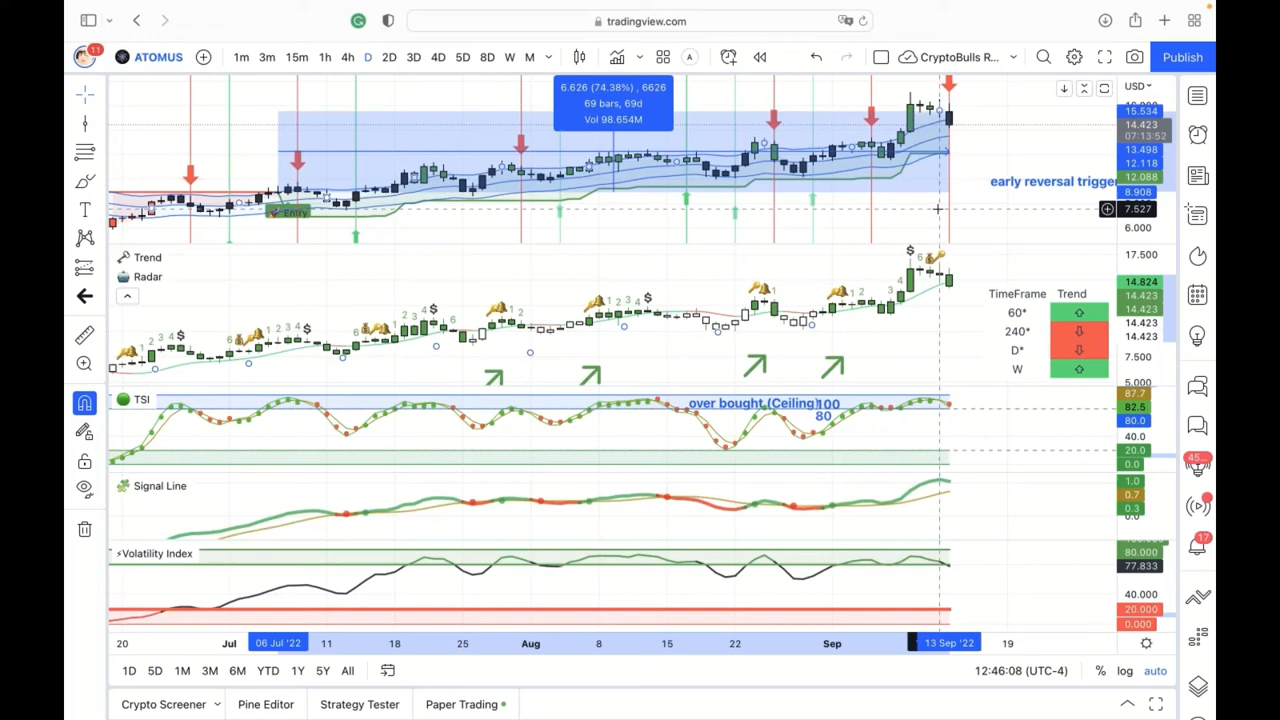 tradingview.com
11
ATOMUS
1m 3m 15m 1h 4h D 2D 3D 4D 5D 8D W M
A
CryptoBulls R...
Publish
6.626 (74.38%) , 6626
69 bars, 69d
Vol 98.654M
USD
15.534
14.423
07:13:52
13.498
12.118
12.088
8.908
7.527
6.000
early reversal trigger
Entry
Trend
Radar
17.500
14.824
14.423
14.423
14.423
14.423
7.500
5.000
TimeFrame Trend
60*
240*
D*
W
TSI
over bought (Ceiling)
100
80
87.7
82.5
80.0
40.0
20.0
0.0
Signal Line
1.0
0.7
0.3
0.0
⚡Volatility Index
80.000
77.833
40.000
20.000
0.000
20 Jul 06 Jul '22 11 18 25 Aug 8 15 22 Sep 13 Sep '22 19
1D 5D 1M 3M 6M YTD 1Y 5Y All
12:46:08 (UTC-4)
% log auto
Crypto Screener Pine Editor Strategy Tester Paper Trading
45...
17